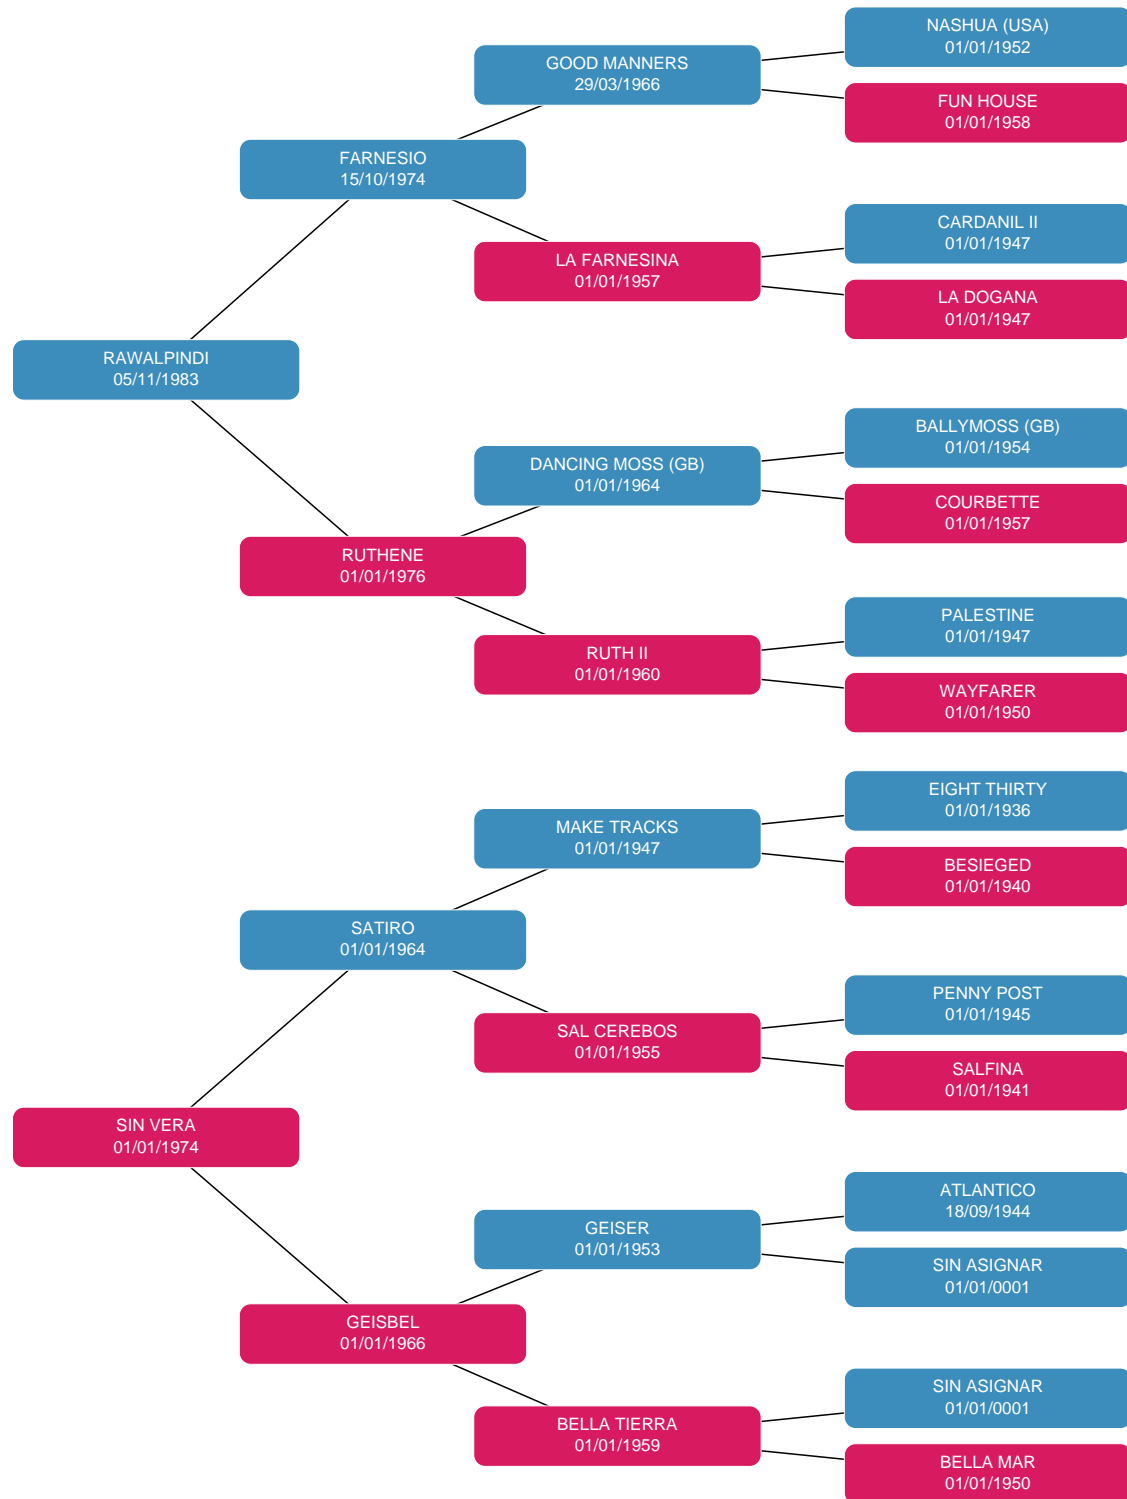 NASHUA (USA)
01/01/1952
GOOD MANNERS
29/03/1966
FUN HOUSE
01/01/1958
FARNESIO
15/10/1974
CARDANIL II
01/01/1947
LA FARNESINA
01/01/1957
LA DOGANA
01/01/1947
RAWALPINDI
05/11/1983
BALLYMOSS (GB)
01/01/1954
DANCING MOSS (GB)
01/01/1964
COURBETTE
01/01/1957
RUTHENE
01/01/1976
PALESTINE
01/01/1947
RUTH II
01/01/1960
WAYFARER
01/01/1950
EIGHT THIRTY
01/01/1936
MAKE TRACKS
01/01/1947
BESIEGED
01/01/1940
SATIRO
01/01/1964
PENNY POST
01/01/1945
SAL CEREBOS
01/01/1955
SALFINA
01/01/1941
SIN VERA
01/01/1974
ATLANTICO
18/09/1944
GEISER
01/01/1953
SIN ASIGNAR
01/01/0001
GEISBEL
01/01/1966
SIN ASIGNAR
01/01/0001
BELLA TIERRA
01/01/1959
BELLA MAR
01/01/1950